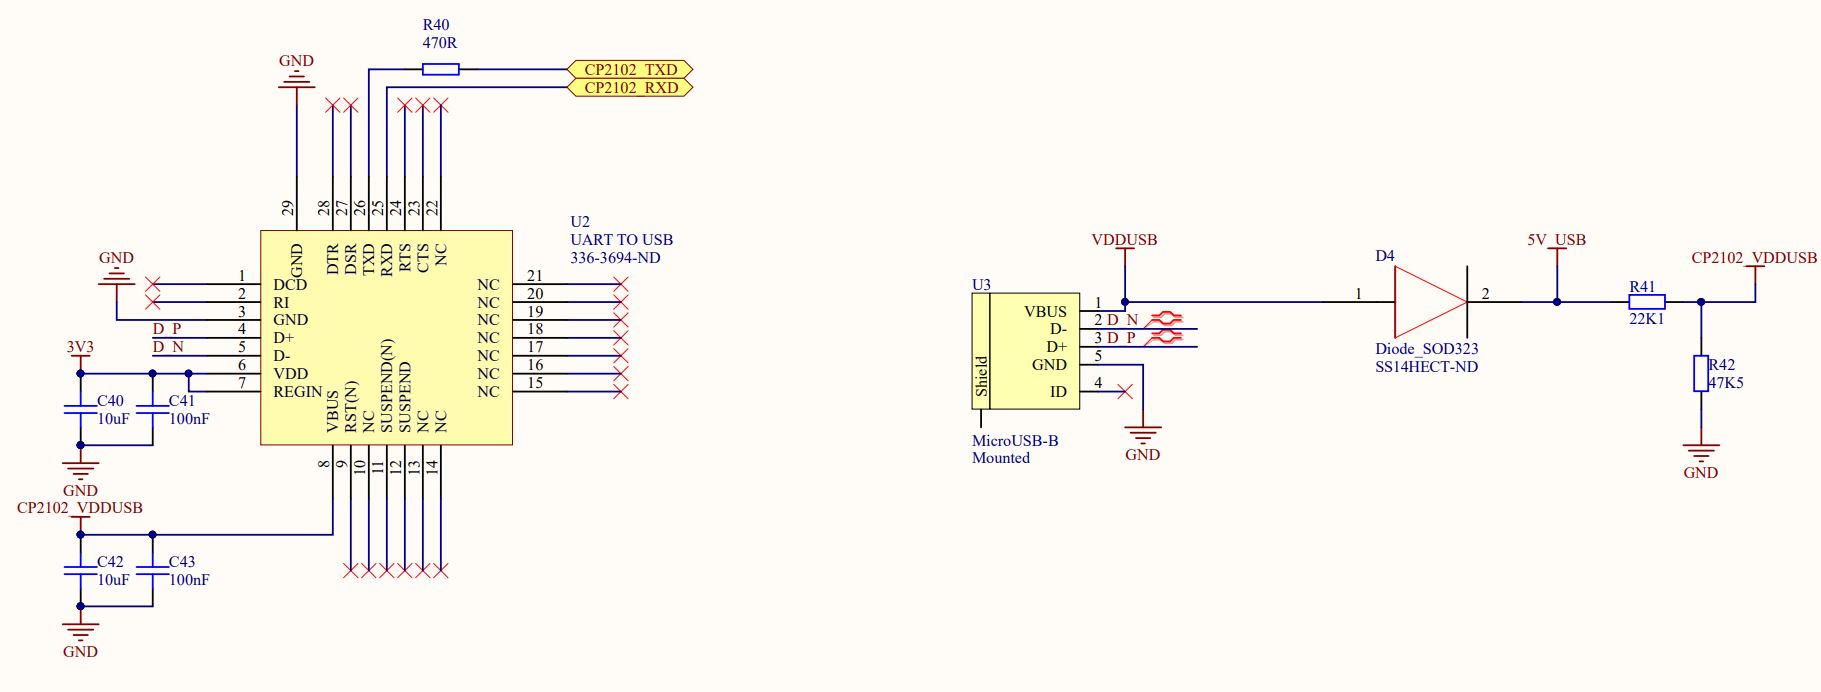 R40
470R
GND
CP2102_TXD
CP2102_RXD
29
28
27
26
25
24
23
22
U2
UART TO USB
336-3694-ND
GND
DTR
DSR
TXD
RXD
RTS
CTS
NC
GND
1
DCD
2
RI
3
GND
D_P
4
D+
D_N
5
D-
3V3
6
VDD
7
REGIN
NC
21
NC
20
NC
19
NC
18
NC
17
NC
16
NC
15
C40
10uF
C41
100nF
VBUS
RST(N)
NC
SUSPEND(N)
SUSPEND
NC
NC
8
9
10
11
12
13
14
GND
CP2102_VDDUSB
C42
10uF
C43
100nF
GND
VDDUSB
U3
Shield
VBUS
1
D-
2
D_N
D+
3
D_P
GND
5
ID
4
MicroUSB-B
Mounted
GND
D4
1
2
Diode_SOD323
SS14HECT-ND
5V_USB
R41
22K1
CP2102_VDDUSB
R42
47K5
GND